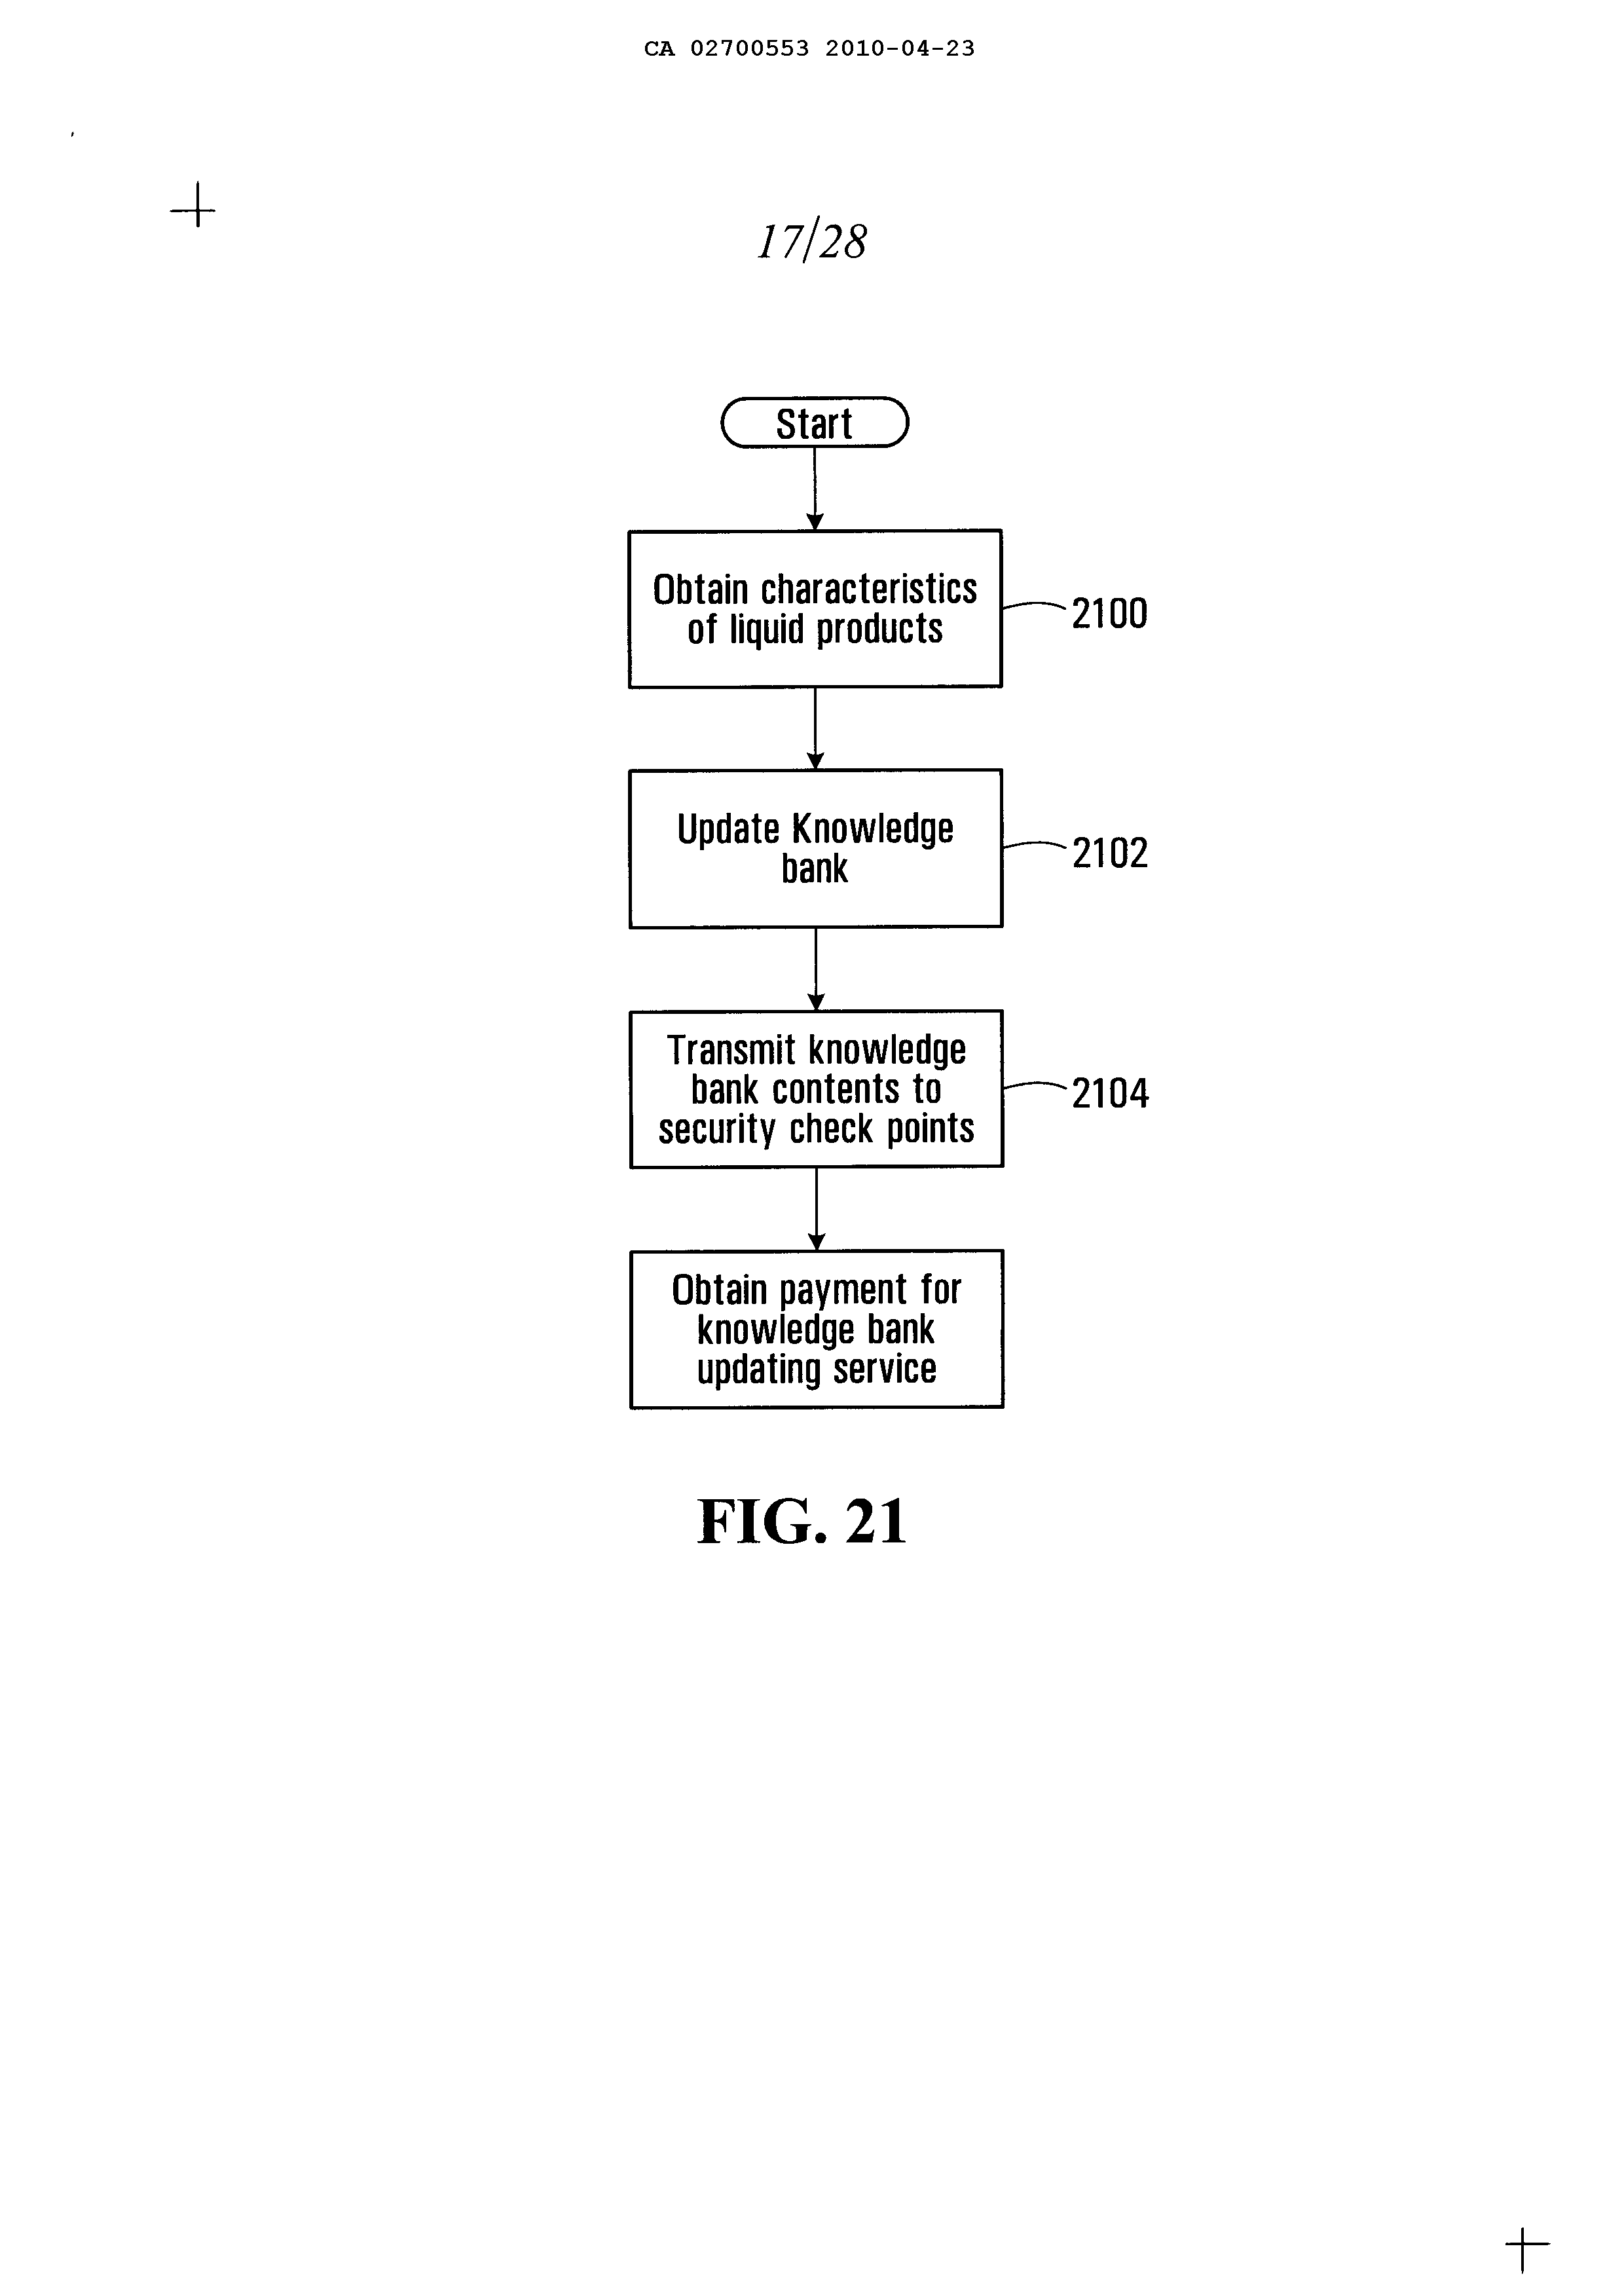 CA 02700553 2010-04-23
17/28
Start
Obtain characteristics
of liquid products
2100
Update Knowledge
bank
2102
Transmit knowledge
bank contents to
security check points
2104
Obtain payment for
knowledge bank
updating service
FIG. 21